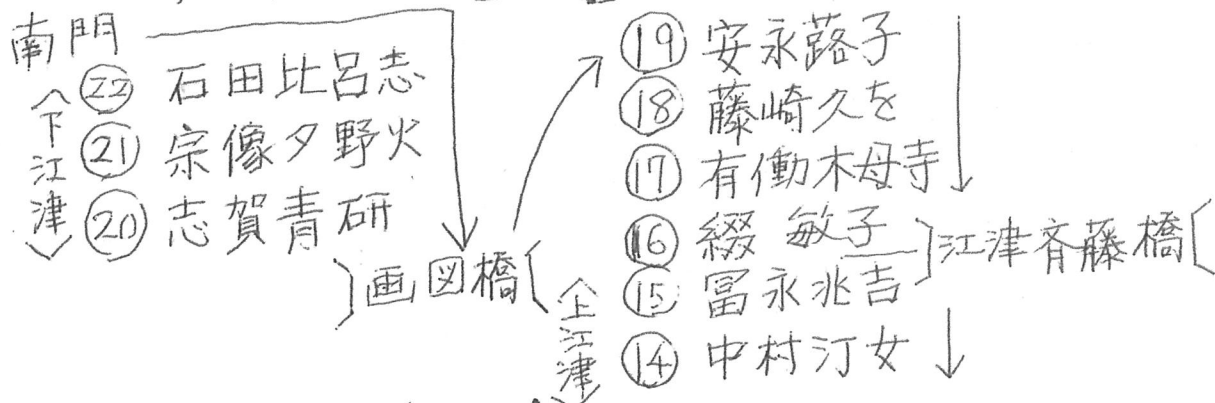 南門
〈下江津〉
㉒ 石田比呂志
㉑ 宗像夕野火
⑳ 志賀青研
画図橋
⑲ 安永蕗子
⑱ 藤崎久を
⑰ 有働木母寺
⑯ 綴 敏子
⑮ 冨永兆吉
⑭ 中村汀女
〈上江津〉
江津斉藤橋